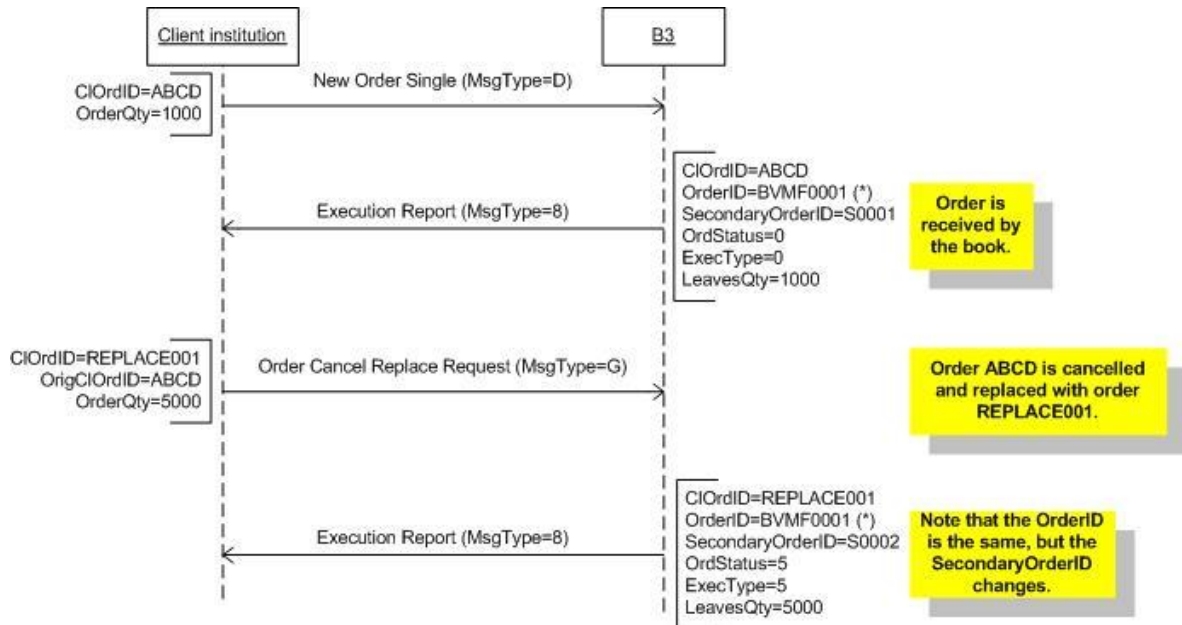 Client institution
B3
New Order Single (MsgType=D)
ClOrdID=ABCD
OrderQty=1000
ClOrdID=ABCD
OrderID=BVMF0001 (*)
SecondaryOrderID=S0001
OrdStatus=0
ExecType=0
LeavesQty=1000
Execution Report (MsgType=8)
Order is
received by
the book.
ClOrdID=REPLACE001
OrigClOrdID=ABCD
OrderQty=5000
Order Cancel Replace Request (MsgType=G)
Order ABCD is cancelled
and replaced with order
REPLACE001.
ClOrdID=REPLACE001
OrderID=BVMF0001 (*)
SecondaryOrderID=S0002
OrdStatus=5
ExecType=5
LeavesQty=5000
Execution Report (MsgType=8)
Note that the OrderID
is the same, but the
SecondaryOrderID
changes.